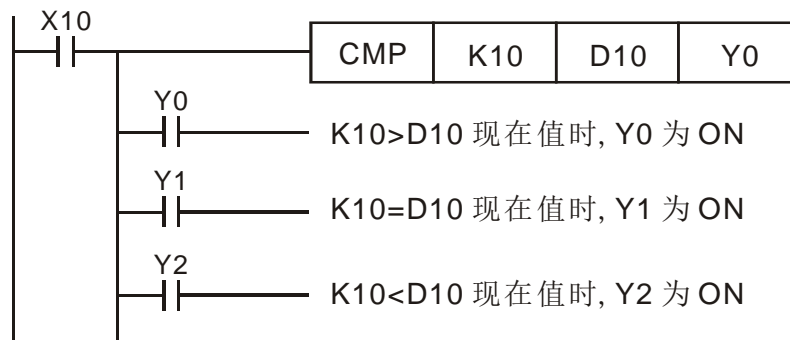 X10
CMP K10 D10 Y0
Y0
K10>D10 现在值时, Y0 为 ON
Y1
K10=D10 现在值时, Y1 为 ON
Y2
K10<D10 现在值时, Y2 为 ON